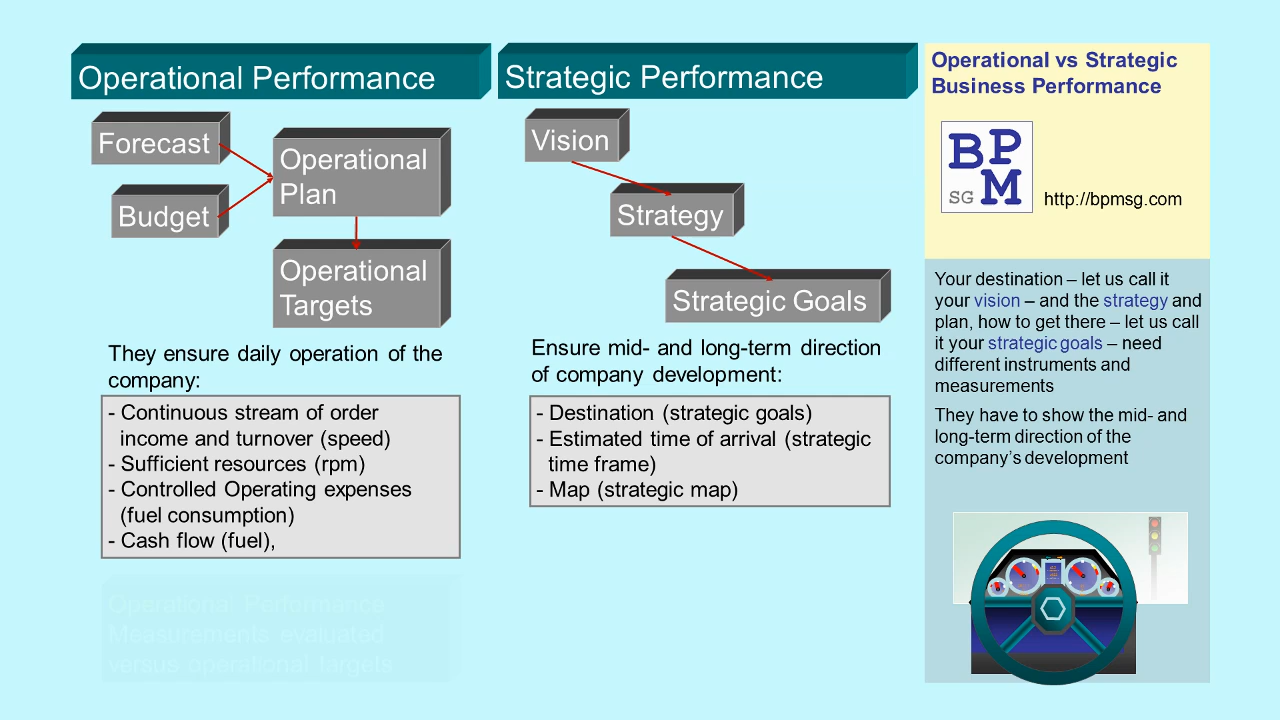 Operational Performance
Forecast
Budget
Operational
Plan
Operational
Targets
They ensure daily operation of the
company:
- Continuous stream of order
income and turnover (speed)
- Sufficient resources (rpm)
- Controlled Operating expenses
(fuel consumption)
- Cash flow (fuel),
Operational Performance
Measurements evaluated
versus operational targets
Strategic Performance
Vision
Strategy
Strategic Goals
Ensure mid- and long-term direction
of company development:
- Destination (strategic goals)
- Estimated time of arrival (strategic
time frame)
- Map (strategic map)
Operational vs Strategic
Business Performance
BP
SG M
http://bpmsg.com
Your destination – let us call it
your vision – and the strategy and
plan, how to get there – let us call
it your strategic goals – need
different instruments and
measurements
They have to show the mid- and
long-term direction of the
company's development